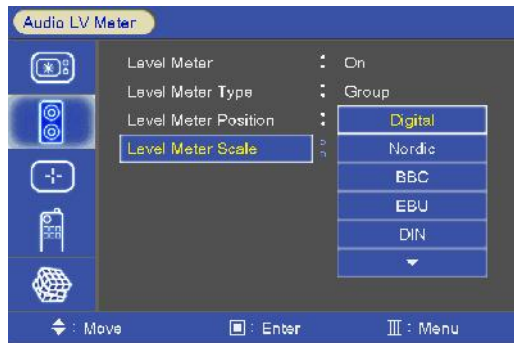 Audio LV Meter
Level Meter : On
Level Meter Type : Group
Level Meter Position : Digital
Level Meter Scale : Nordic
BBC
EBU
DIN
: Move : Enter : Menu